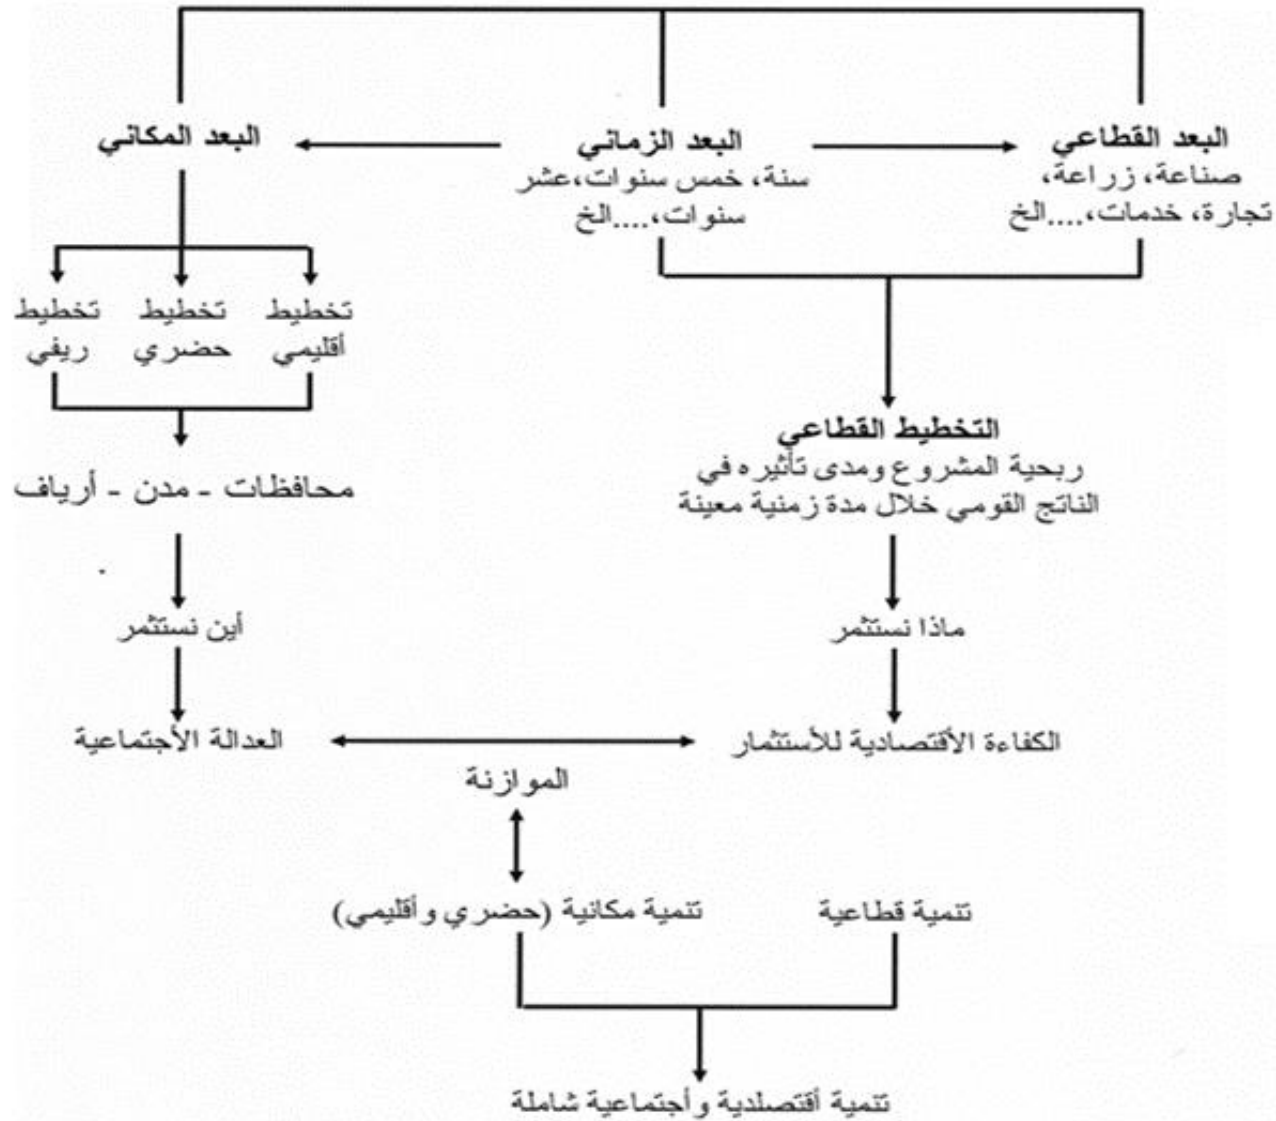 البعد القطاعي
صناعة، زراعة،
تجارة، خدمات،....الخ
البعد الزماني
سنة، خمس سنوات،عشر
سنوات،....الخ
البعد المكاني
تخطيط
أقليمي
تخطيط
حضري
تخطيط
ريفي
التخطيط القطاعي
ربحية المشروع ومدى تأثيره في
الناتج القومي خلال مدة زمنية معينة
محافظات - مدن - أرياف
ماذا نستثمر
أين نستثمر
الكفاءة الأقتصادية للأستثمار
العدالة الأجتماعية
الموازنة
تنمية قطاعية
تنمية مكانية (حضري وأقليمي)
تنمية أقتصلدية وأجتماعية شاملة